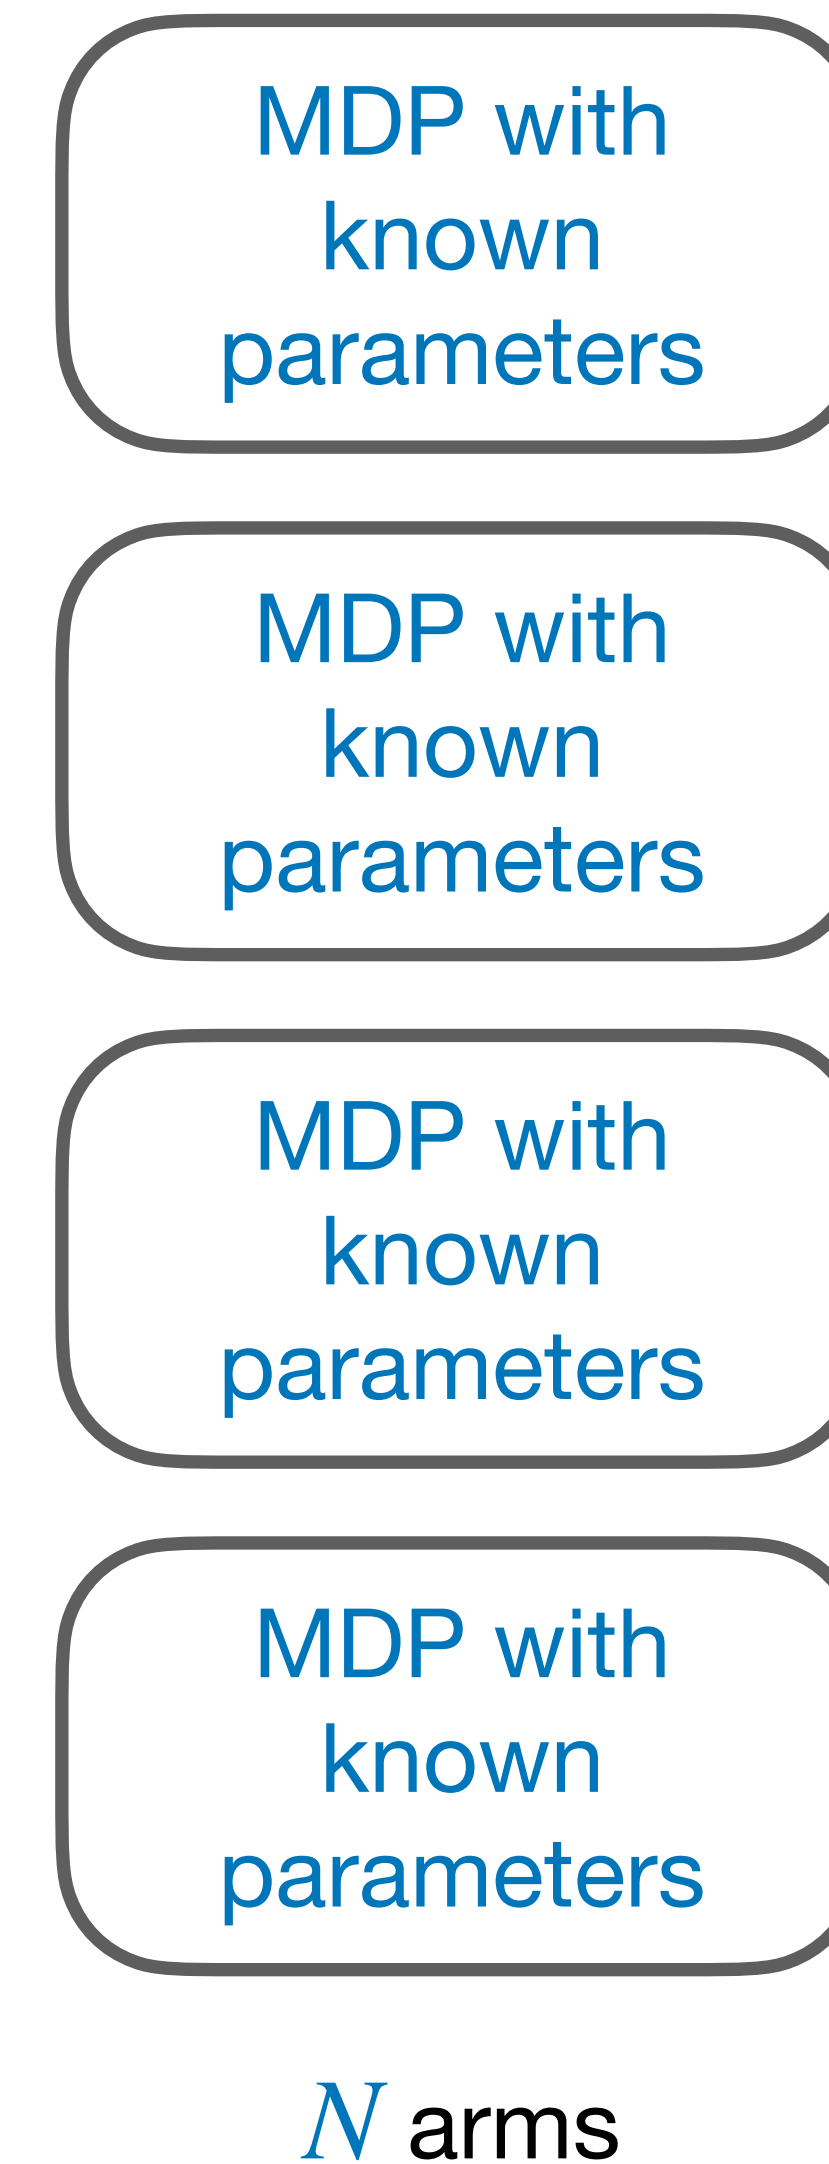 MDP with
known
parameters
MDP with
known
parameters
MDP with
known
parameters
MDP with
known
parameters
N arms